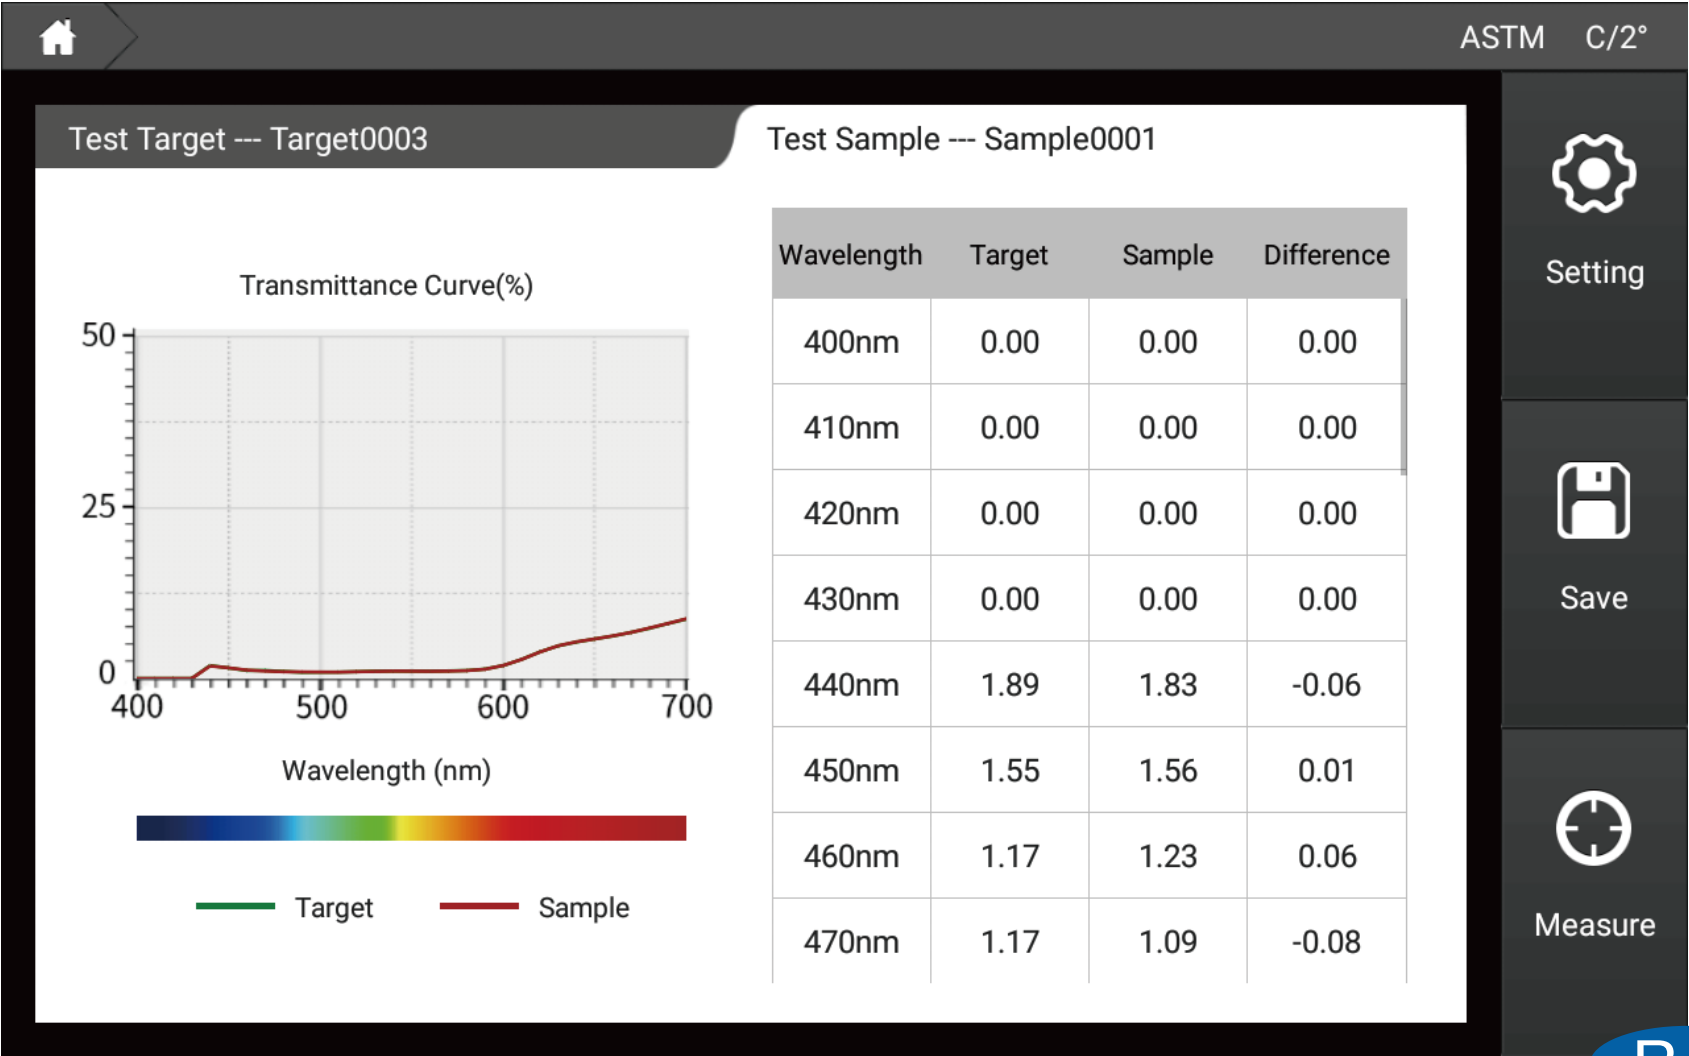 ASTM C/2°
Test Target --- Target0003
Test Sample --- Sample0001
Transmittance Curve(%)
50
25
0
400 500 600 700
Wavelength (nm)
Target Sample
Wavelength Target Sample Difference
400nm 0.00 0.00 0.00
410nm 0.00 0.00 0.00
420nm 0.00 0.00 0.00
430nm 0.00 0.00 0.00
440nm 1.89 1.83 -0.06
450nm 1.55 1.56 0.01
460nm 1.17 1.23 0.06
470nm 1.17 1.09 -0.08
Setting
Save
Measure